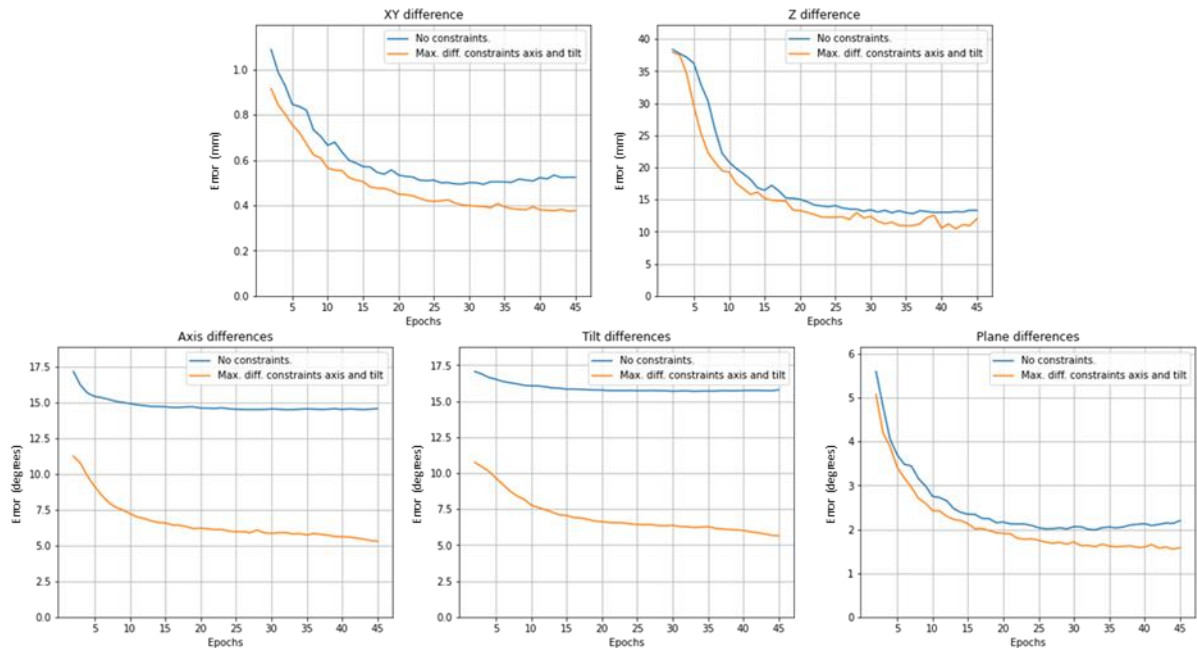 XY difference
No constraints.
Max. diff. constraints axis and tilt
1.0
0.8
0.6
0.4
0.2
0.0
Error (mm)
5 10 15 20 25 30 35 40 45
Epochs
Z difference
No constraints.
Max. diff. constraints axis and tilt
40
35
30
25
20
15
10
5
0
Error (mm)
5 10 15 20 25 30 35 40 45
Epochs
Axis differences
No constraints.
Max. diff. constraints axis and tilt
17.5
15.0
12.5
10.0
7.5
5.0
2.5
0.0
Error (degrees)
5 10 15 20 25 30 35 40 45
Epochs
Tilt differences
No constraints.
Max. diff. constraints axis and tilt
17.5
15.0
12.5
10.0
7.5
5.0
2.5
0.0
Error (degrees)
5 10 15 20 25 30 35 40 45
Epochs
Plane differences
No constraints.
Max. diff. constraints axis and tilt
6
5
4
3
2
1
0
Error (degrees)
5 10 15 20 25 30 35 40 45
Epochs